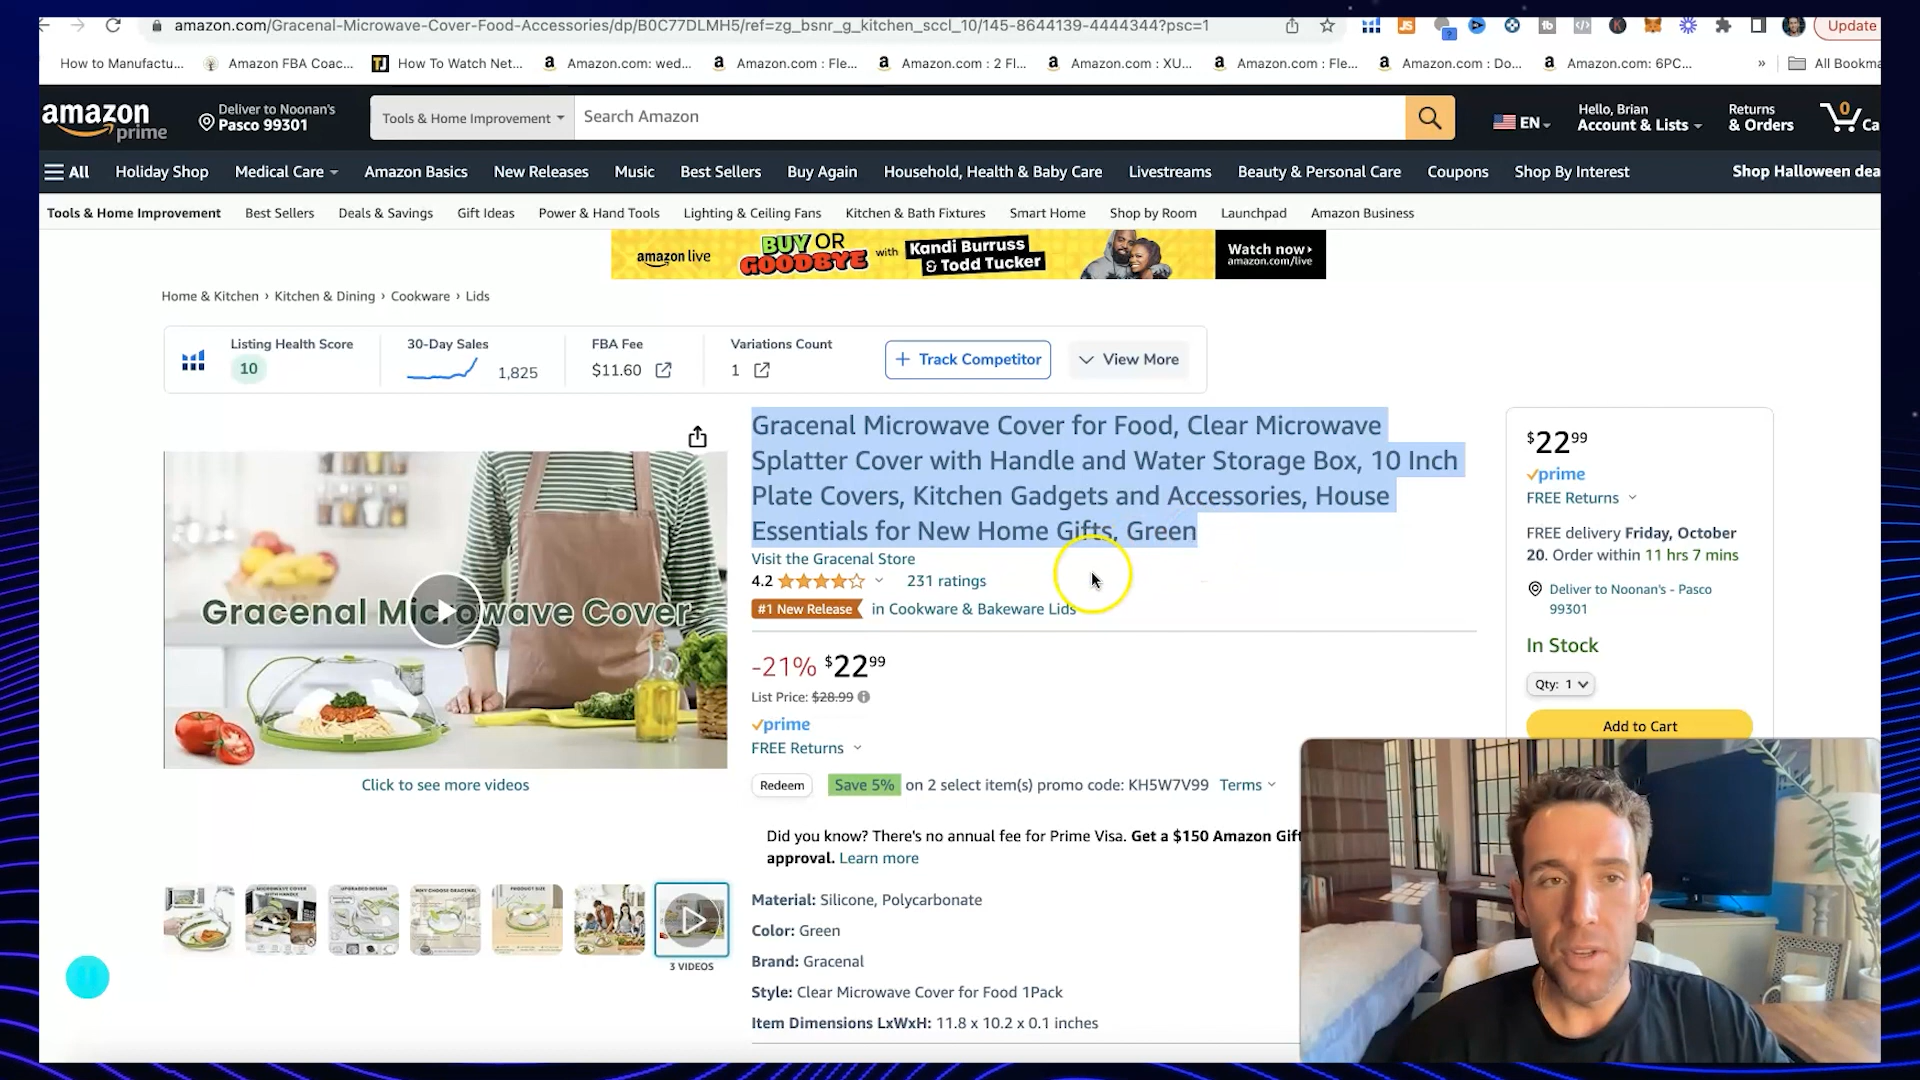 amazon.com/Gracenal-Microwave-Cover-Food-Accessories/dp/B0C77DLMH5/ref=zg_bsnr_g_kitchen_sccl_10/145-8644139-4444344?psc=1
Update
How to Manufactu...
Amazon FBA Coac...
How To Watch Net...
Amazon.com: wed...
Amazon.com : Fle...
Amazon.com : 2 Fl...
Amazon.com : XU...
Amazon.com : Fle...
Amazon.com : Do...
Amazon.com: 6PC...
»
All Bookma
amazon prime
Deliver to Noonan's
Pasco 99301
Tools & Home Improvement
Search Amazon
EN
Hello, Brian
Account & Lists
Returns
& Orders
0
Ca
All
Holiday Shop
Medical Care
Amazon Basics
New Releases
Music
Best Sellers
Buy Again
Household, Health & Baby Care
Livestreams
Beauty & Personal Care
Coupons
Shop By Interest
Shop Halloween dea
Tools & Home Improvement
Best Sellers
Deals & Savings
Gift Ideas
Power & Hand Tools
Lighting & Ceiling Fans
Kitchen & Bath Fixtures
Smart Home
Shop by Room
Launchpad
Amazon Business
amazon live
BUY OR
GOODBYE
with
Kandi Burruss
& Todd Tucker
Watch now›
amazon.com/live
Home & Kitchen › Kitchen & Dining › Cookware › Lids
Listing Health Score
10
30-Day Sales
1,825
FBA Fee
$11.60
Variations Count
1
+ Track Competitor
View More
Gracenal Microwave Cover for Food, Clear Microwave
Splatter Cover with Handle and Water Storage Box, 10 Inch
Plate Covers, Kitchen Gadgets and Accessories, House
Essentials for New Home Gifts, Green
Visit the Gracenal Store
4.2
231 ratings
#1 New Release
in Cookware & Bakeware Lids
-21% $22 99
List Price: $28.99
prime
FREE Returns
Redeem
Save 5% on 2 select item(s) promo code: KH5W7V99 Terms
Did you know? There's no annual fee for Prime Visa. Get a $150 Amazon Gift
approval. Learn more
Material: Silicone, Polycarbonate
Color: Green
Brand: Gracenal
Style: Clear Microwave Cover for Food 1Pack
Item Dimensions LxWxH: 11.8 x 10.2 x 0.1 inches
Gracenal Microwave Cover
Click to see more videos
MICROWAVE COVER
WITH HANDLE
UPGRADED DESIGN
WHY CHOOSE GRACENAL
PRODUCT SIZE
3 VIDEOS
$22 99
prime
FREE Returns
FREE delivery Friday, October
20. Order within 11 hrs 7 mins
Deliver to Noonan's - Pasco
99301
In Stock
Qty: 1
Add to Cart